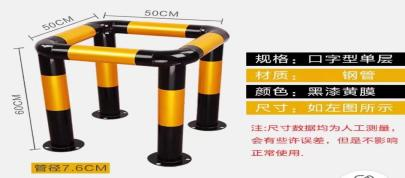 50CM
50CM
60CM
管径7.6CM
规格：口字型单层
材质：钢管
颜色：黑漆黄膜
尺寸：如左图所示
注:尺寸数据均为人工测量,
会有些许误差，但是不影响
正常使用.